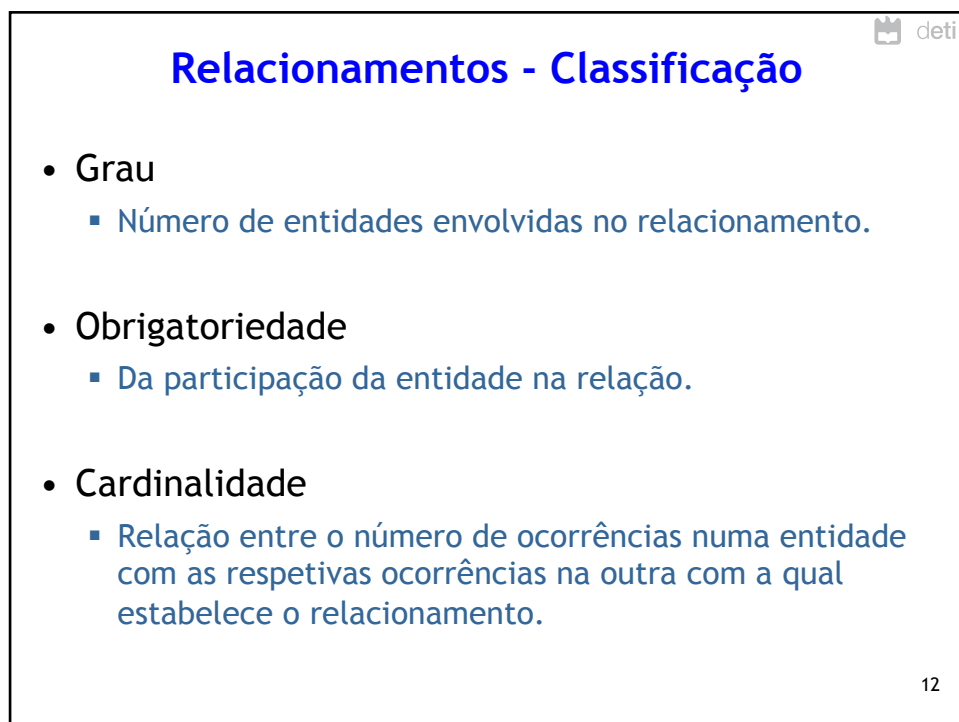 deti
Relacionamentos - Classificação
• Grau
▪ Número de entidades envolvidas no relacionamento.
• Obrigatoriedade
▪ Da participação da entidade na relação.
• Cardinalidade
▪ Relação entre o número de ocorrências numa entidade
com as respetivas ocorrências na outra com a qual
estabelece o relacionamento.
12